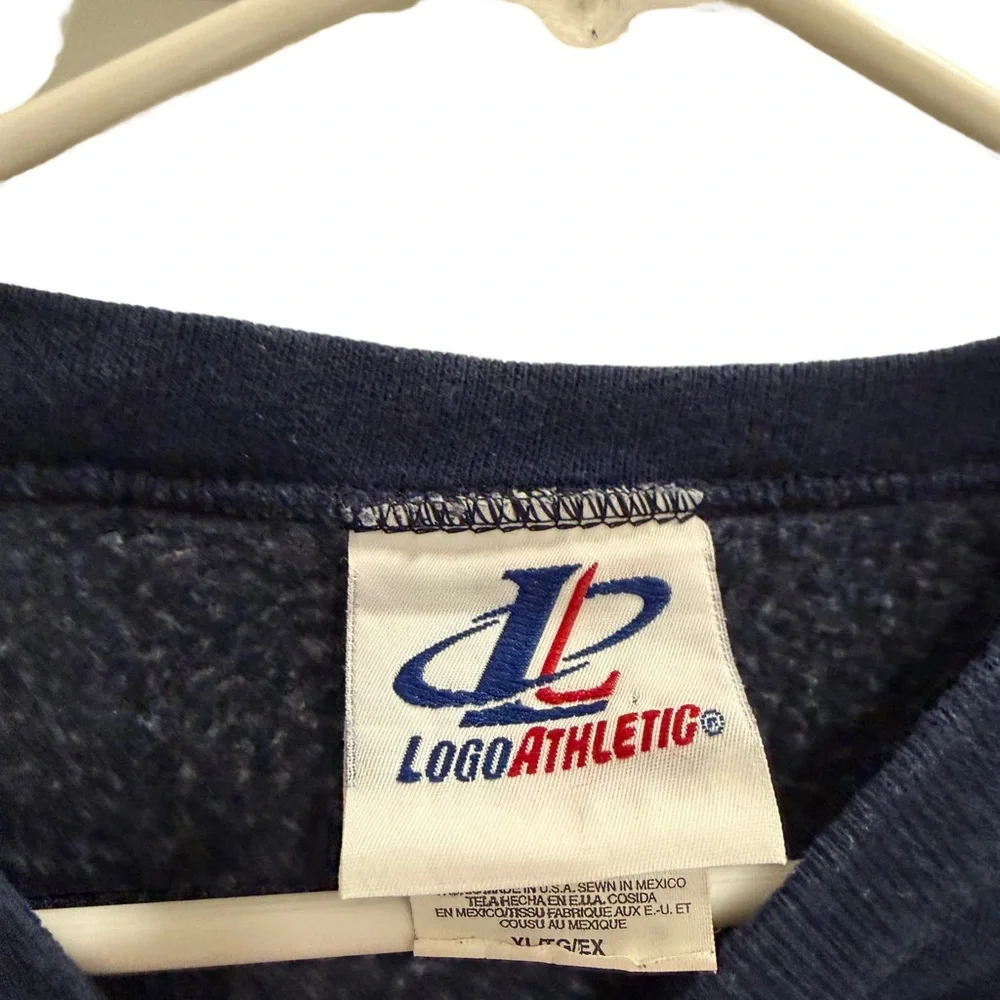 LOGOATHLETIC®
MADE IN U.S.A. SEWN IN MEXICO
TELA HECHA EN E.U.A. COSIDA
EN MEXICO/TISSU FABRIQUE AUX E.-U. ET
COUSU AU MEXIQUE
XL/TG/EX